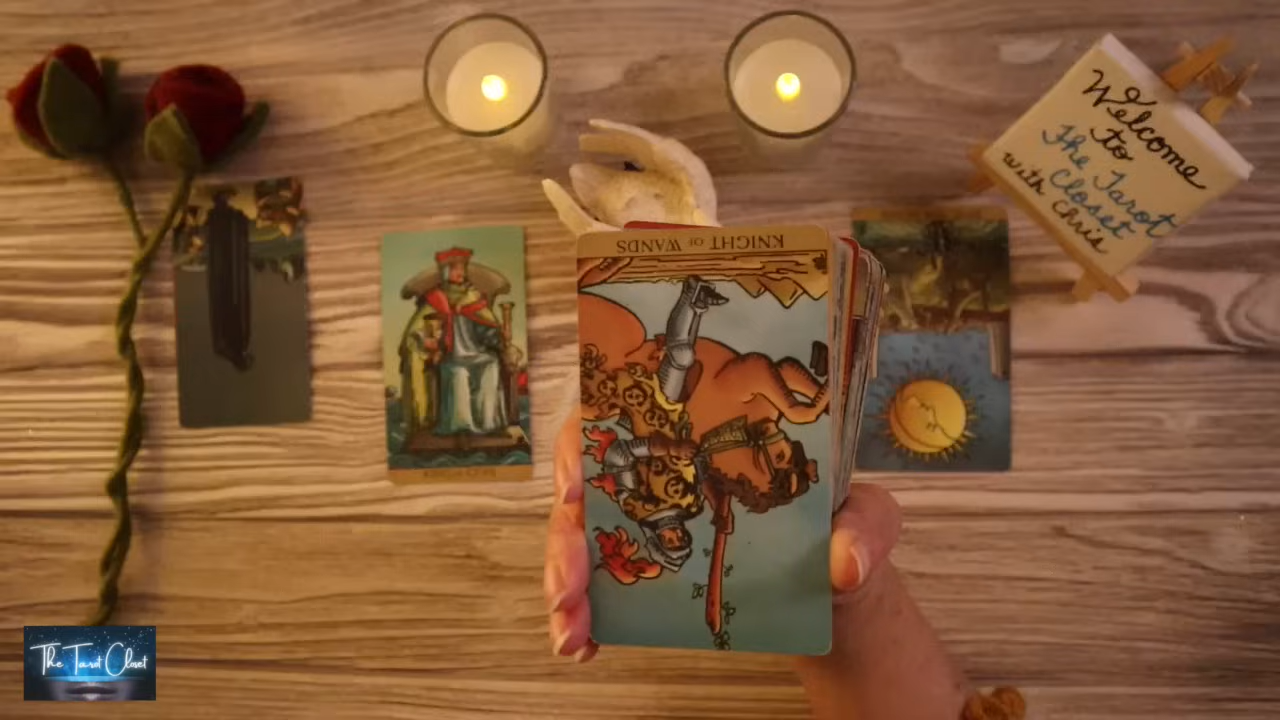 Welcome
to
The Tarot
Closet
with Chris
KNIGHT OF WANDS
The Tarot Closet